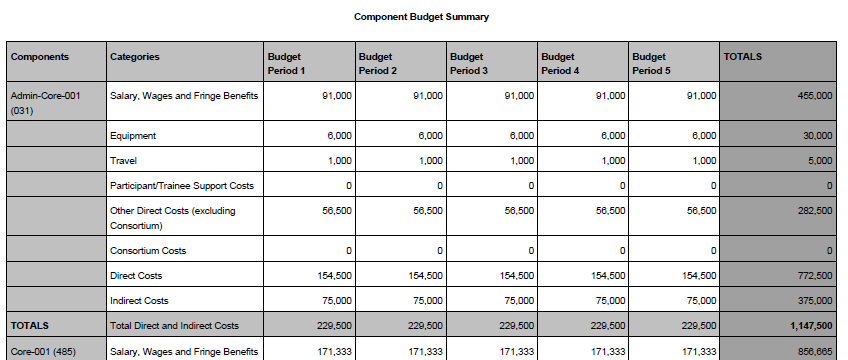 Component Budget Summary
Components Categories Budget Period 1 Budget Period 2 Budget Period 3 Budget Period 4 Budget Period 5 TOTALS
Admin-Core-001 (031) Salary, Wages and Fringe Benefits 91,000 91,000 91,000 91,000 91,000 455,000
Equipment 6,000 6,000 6,000 6,000 6,000 30,000
Travel 1,000 1,000 1,000 1,000 1,000 5,000
Participant/Trainee Support Costs 0 0 0 0 0 0
Other Direct Costs (excluding Consortium) 56,500 56,500 56,500 56,500 56,500 282,500
Consortium Costs 0 0 0 0 0 0
Direct Costs 154,500 154,500 154,500 154,500 154,500 772,500
Indirect Costs 75,000 75,000 75,000 75,000 75,000 375,000
TOTALS Total Direct and Indirect Costs 229,500 229,500 229,500 229,500 229,500 1,147,500
Core-001 (485) Salary, Wages and Fringe Benefits 171,333 171,333 171,333 171,333 171,333 856,665